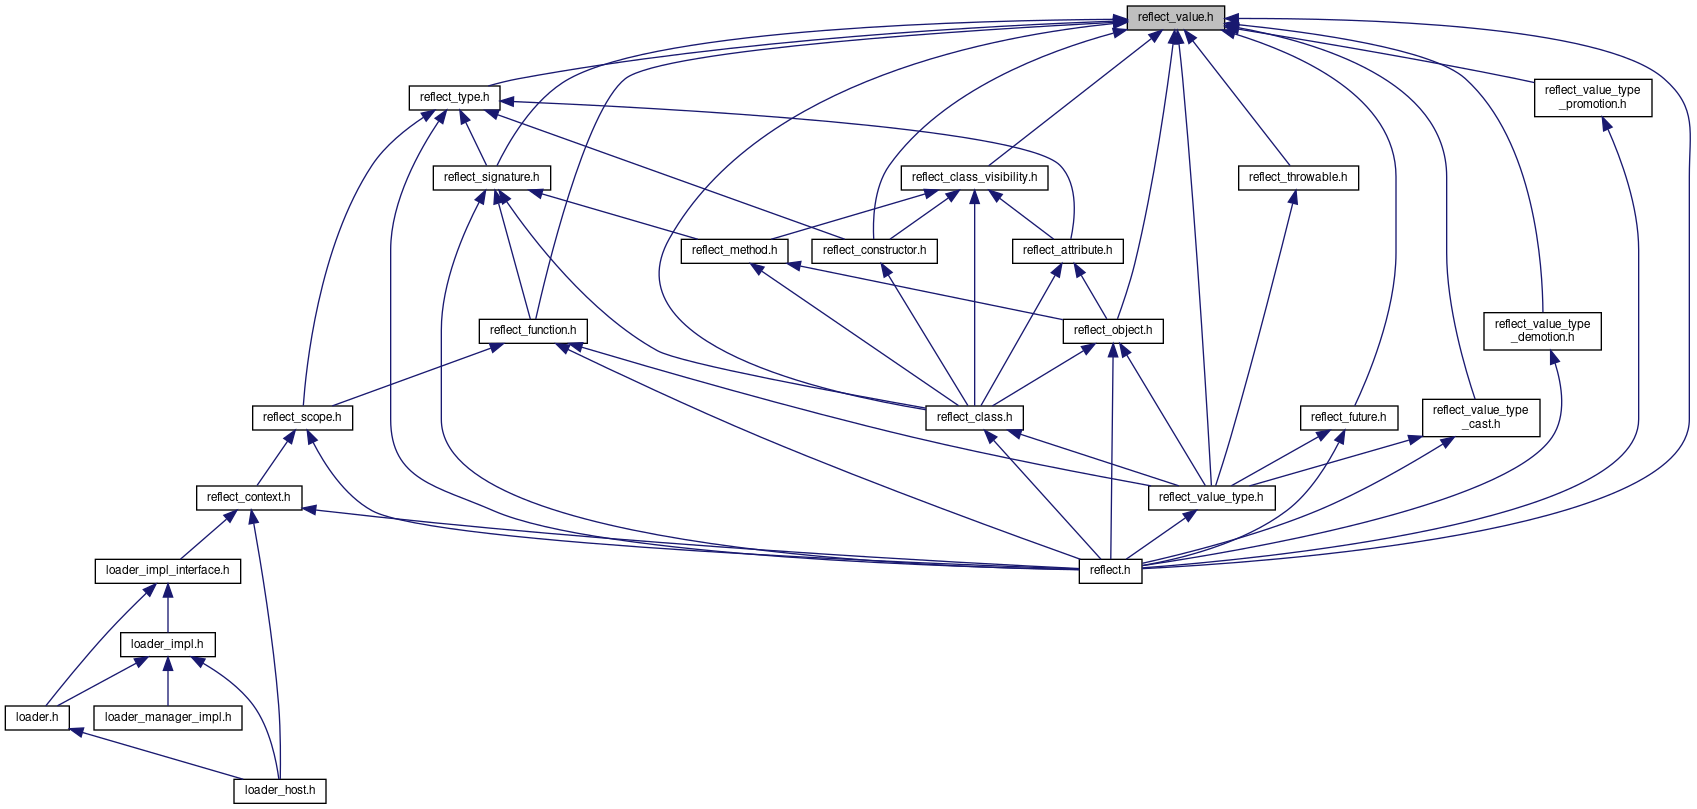 reflect_value.h
reflect_type.h
reflect_value_type
_promotion.h
reflect_signature.h
reflect_class_visibility.h
reflect_throwable.h
reflect_method.h
reflect_constructor.h
reflect_attribute.h
reflect_function.h
reflect_object.h
reflect_value_type
_demotion.h
reflect_scope.h
reflect_class.h
reflect_future.h
reflect_value_type
_cast.h
reflect_context.h
reflect_value_type.h
loader_impl_interface.h
reflect.h
loader_impl.h
loader.h
loader_manager_impl.h
loader_host.h